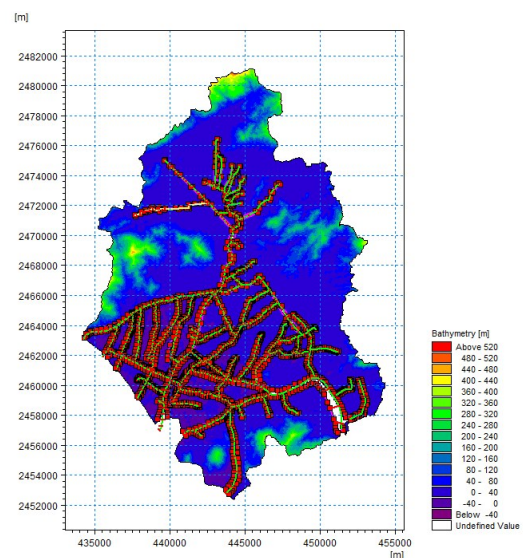 [m]
2482000
2480000
2478000
2476000
2474000
2472000
2470000
2468000
2466000
2464000
2462000
2460000
2458000
2456000
2454000
2452000
435000 440000 445000 450000 455000
[m]
Bathymetry [m]
Above 520
480 - 520
440 - 480
400 - 440
360 - 400
320 - 360
280 - 320
240 - 280
200 - 240
160 - 200
120 - 160
80 - 120
40 - 80
0 - 40
-40 - 0
Below -40
Undefined Value